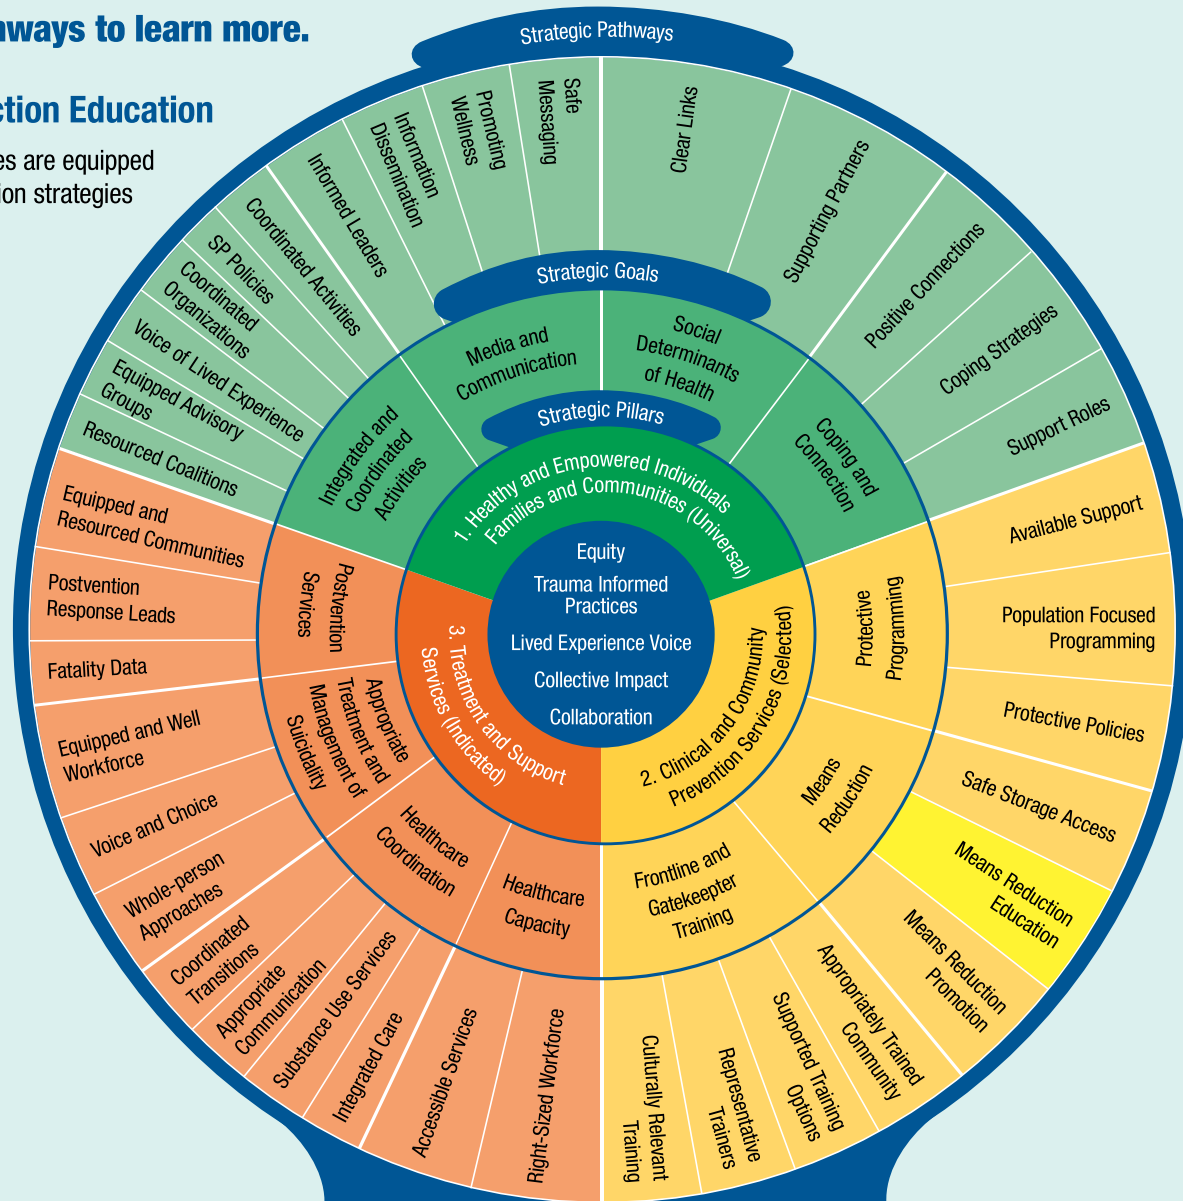 ways to learn more.
ction Education
es are equipped
ion strategies
Strategic Pathways
Safe
Messaging
Promoting
Wellness
Information
Dissemination
Informed Leaders
Coordinated Activities
SP Policies
Coordinated
Organizations
Voice of Lived Experience
Equipped Advisory
Groups
Resourced Coalitions
Clear Links
Supporting Partners
Positive Connections
Coping Strategies
Support Roles
Strategic Goals
Media and
Communication
Social
Determinants
of Health
Integrated and
Coordinated
Activities
Coping and
Connection
Strategic Pillars
1. Healthy and Empowered Individuals
Families and Communities (Universal)
Equity
Trauma Informed
Practices
Lived Experience Voice
Collective Impact
Collaboration
2. Clinical and Community
Prevention Services (Selected)
3. Treatment and Support
Services (Indicated)
Protective
Programming
Means
Reduction
Frontline and
Gatekeeper
Training
Available Support
Population Focused
Programming
Protective Policies
Safe Storage Access
Means Reduction
Education
Means Reduction
Promotion
Appropriately Trained
Community
Supported Training
Options
Representative
Trainers
Culturally Relevant
Training
Postvention
Services
Appropriate
Treatment and
Management of
Suicidality
Healthcare
Coordination
Healthcare
Capacity
Equipped and
Resourced Communities
Postvention
Response Leads
Fatality Data
Equipped and Well
Workforce
Voice and Choice
Whole-person
Approaches
Coordinated
Transitions
Appropriate
Communication
Substance Use Services
Integrated Care
Accessible Services
Right-Sized Workforce